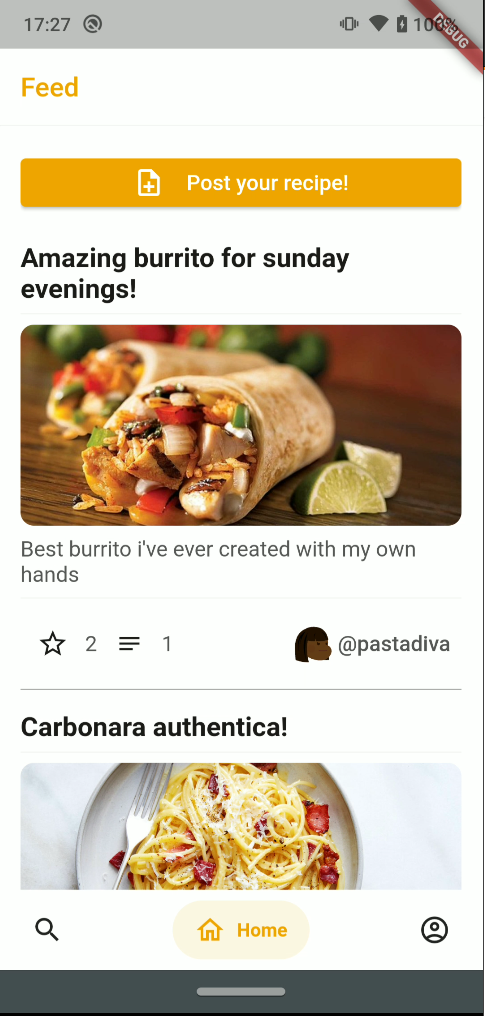 17:27
100%
DEBUG
Feed
Post your recipe!
Amazing burrito for sunday
evenings!
Best burrito i've ever created with my own
hands
2
1
@pastadiva
Carbonara authentica!
Home